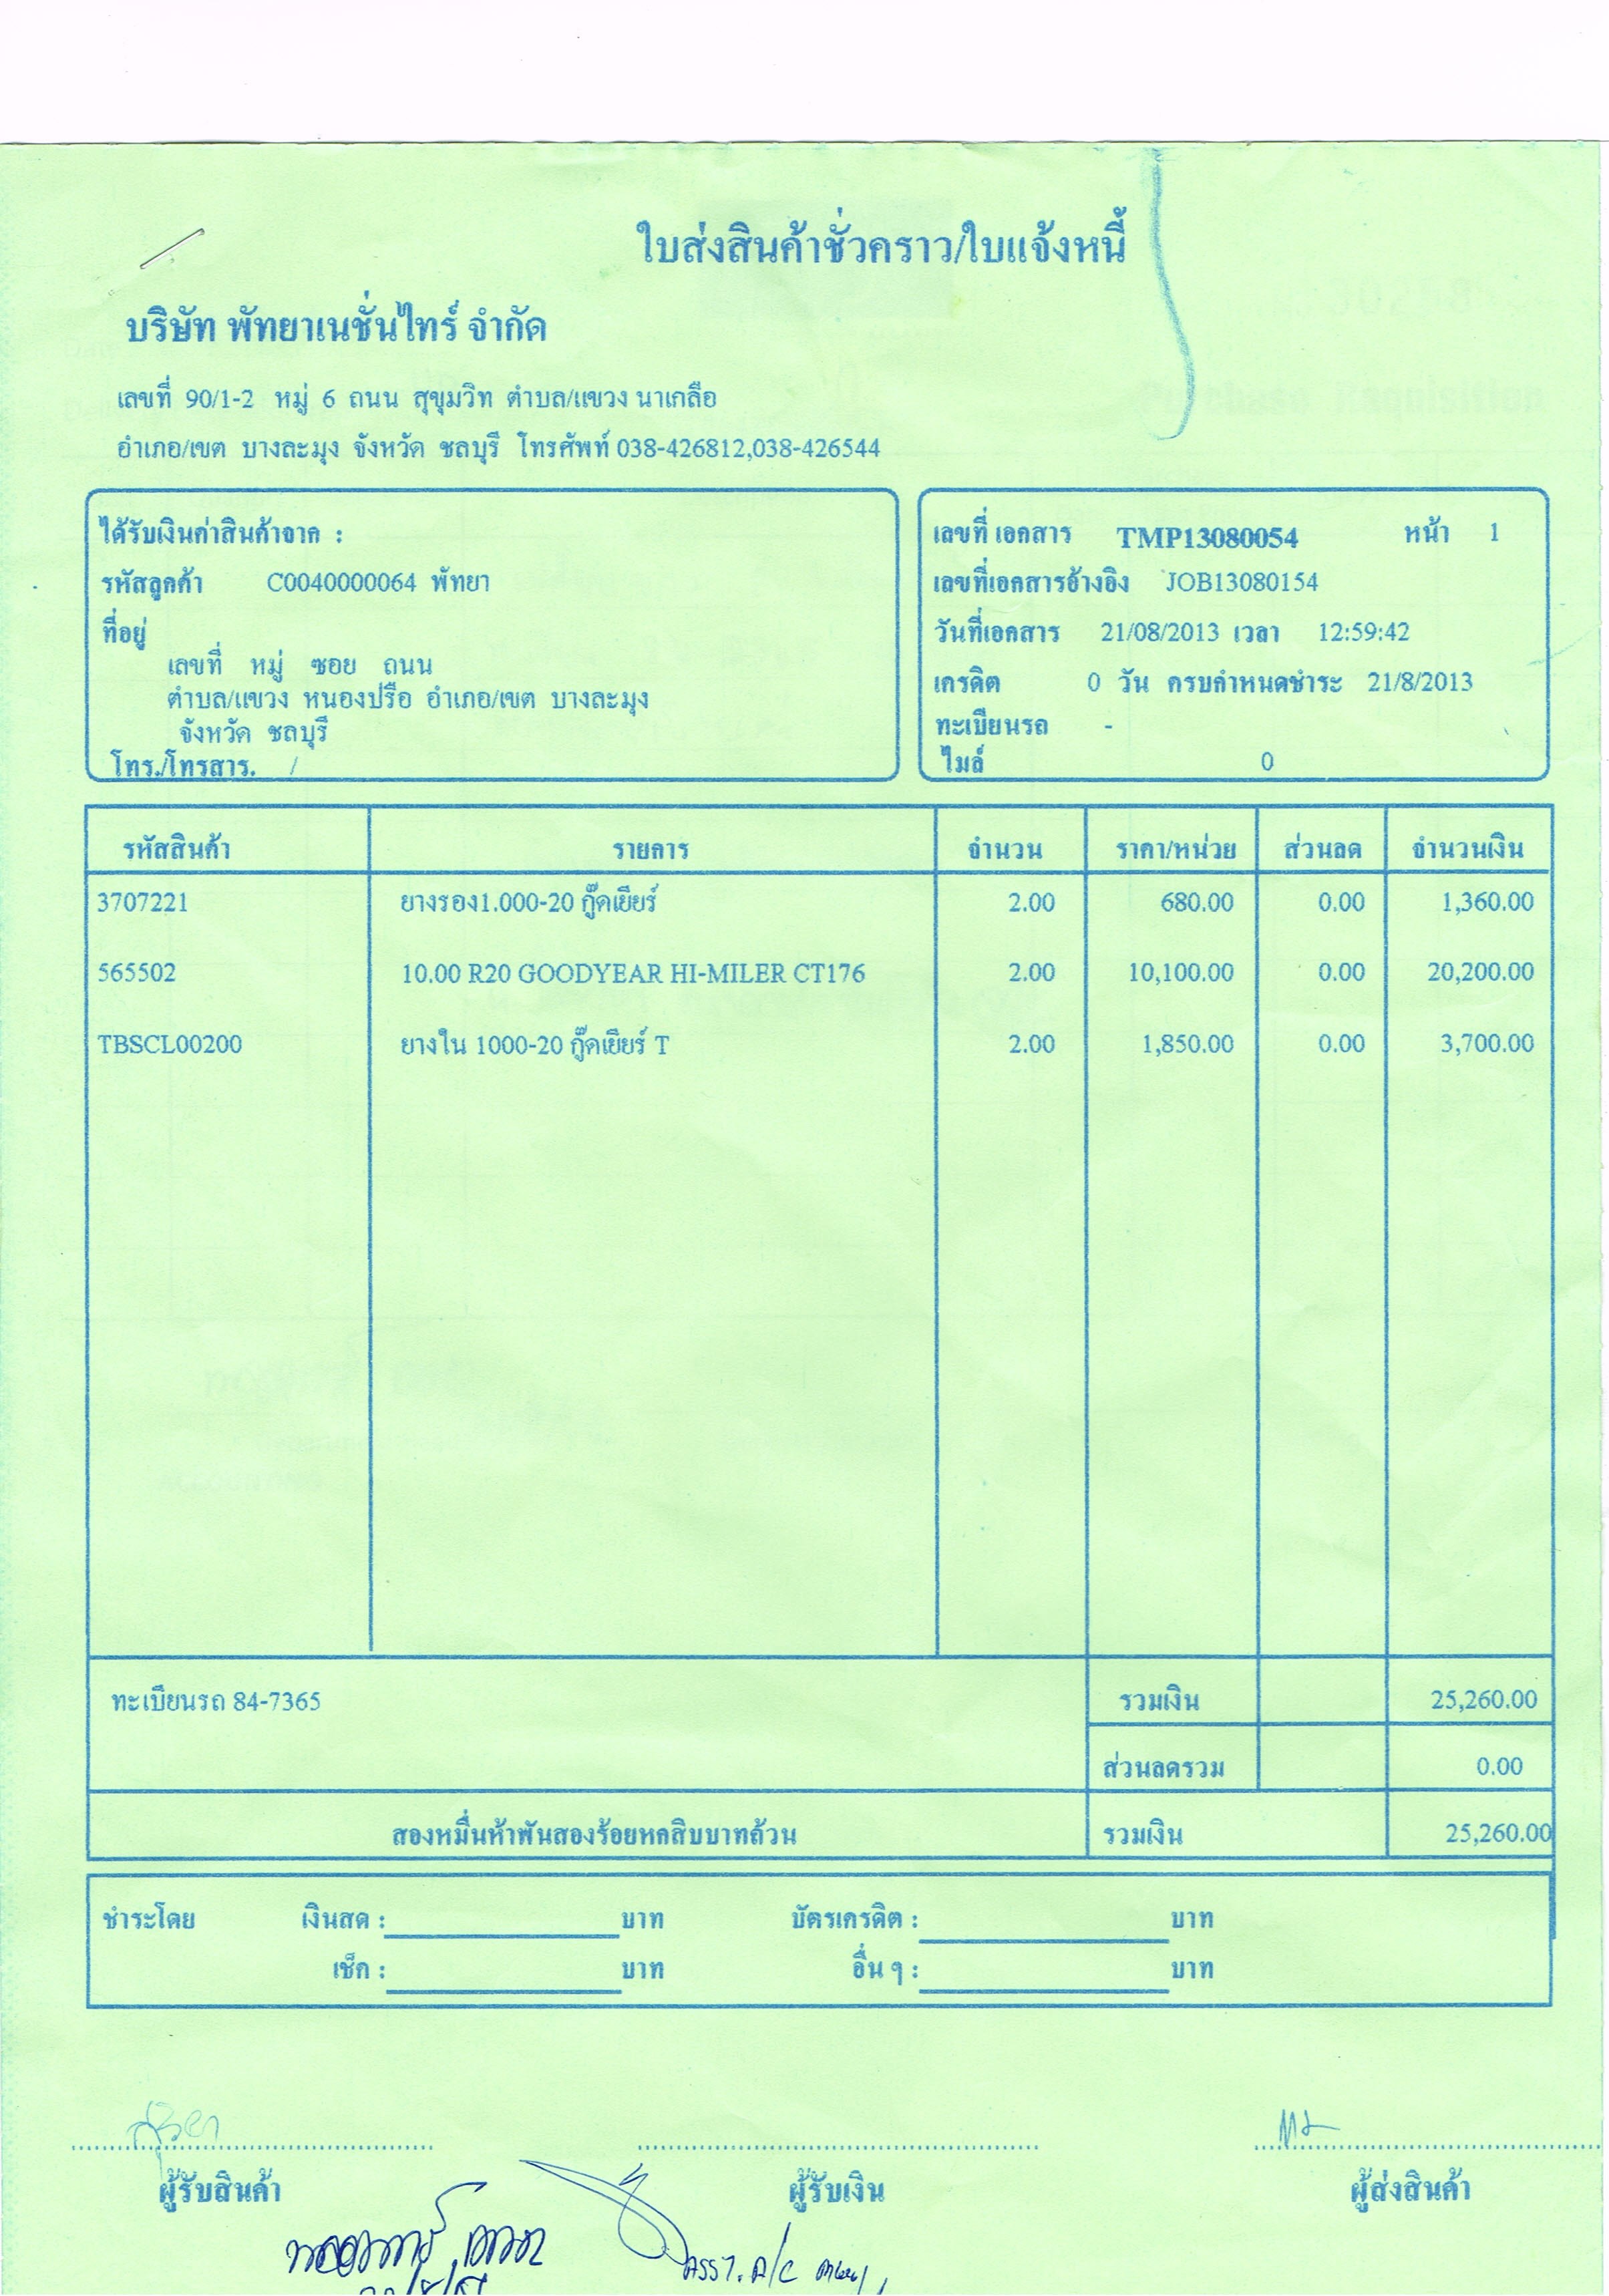 ใบส่งสินค้าชั่วคราว/ใบแจ้งหนี้
บริษัท พัทยาเนชั่นไทร์ จำกัด
เลขที่ 90/1-2 หมู่ 6 ถนน สุขุมวิท ตำบล/แขวง นาเกลือ
อำเภอ/เขต บางละมุง จังหวัด ชลบุรี โทรศัพท์ 038-426812,038-426544
ได้รับเงินค่าสินค้าจาก :
รหัสลูกค้า C0040000064 พัทยา
ที่อยู่
เลขที่ หมู่ ซอย ถนน
ตำบล/แขวง หนองปรือ อำเภอ/เขต บางละมุง
จังหวัด ชลบุรี
โทร./โทรสาร. /
เลขที่ เอกสาร TMP13080054 หน้า 1
เลขที่เอกสารอ้างอิง JOB13080154
วันที่เอกสาร 21/08/2013 เวลา 12:59:42
เครดิต 0 วัน ครบกำหนดชำระ 21/8/2013
ทะเบียนรถ -
ไมล์ 0
รหัสสินค้า รายการ จำนวน ราคา/หน่วย ส่วนลด จำนวนเงิน
3707221 ยางรอง1.000-20 กู๊ดเยียร์ 2.00 680.00 0.00 1,360.00
565502 10.00 R20 GOODYEAR HI-MILER CT176 2.00 10,100.00 0.00 20,200.00
TBSCL00200 ยางใน 1000-20 กู๊ดเยียร์ T 2.00 1,850.00 0.00 3,700.00
ทะเบียนรถ 84-7365 รวมเงิน 25,260.00
ส่วนลดรวม 0.00
สองหมื่นห้าพันสองร้อยหกสิบบาทถ้วน รวมเงิน 25,260.00
ชำระโดย เงินสด : บาท บัตรเครดิต : บาท
เช็ค : บาท อื่น ๆ : บาท
ผู้รับสินค้า ผู้รับเงิน ผู้ส่งสินค้า
ASST. A/C